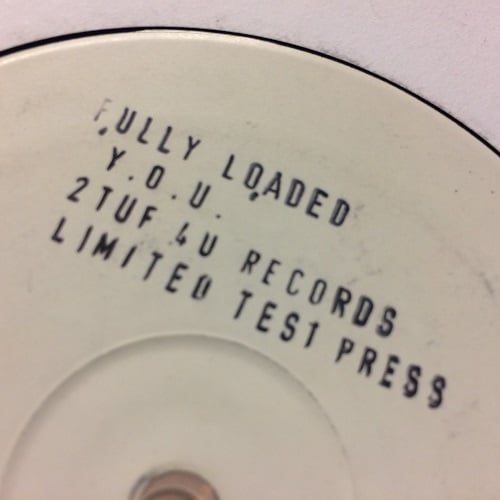 FULLY LOADED
Y.O.U.
2TUF 4U RECORDS
LIMITED TEST PRESS